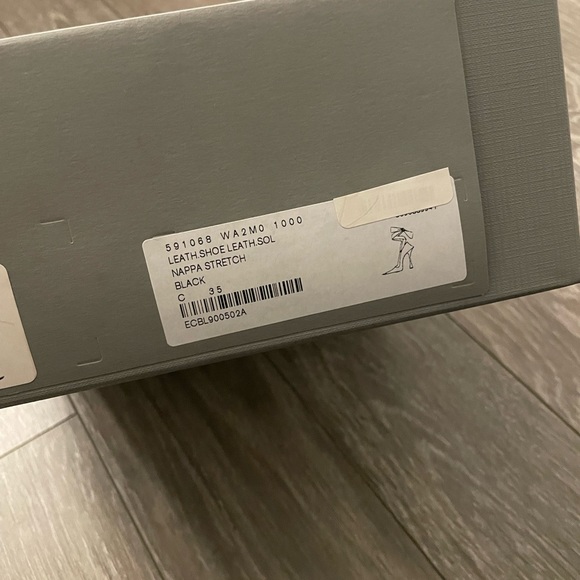 591068 WA2M0 1000
LEATH.SHOE LEATH.SOL
NAPPA STRETCH
BLACK
C 35
ECBL900502A